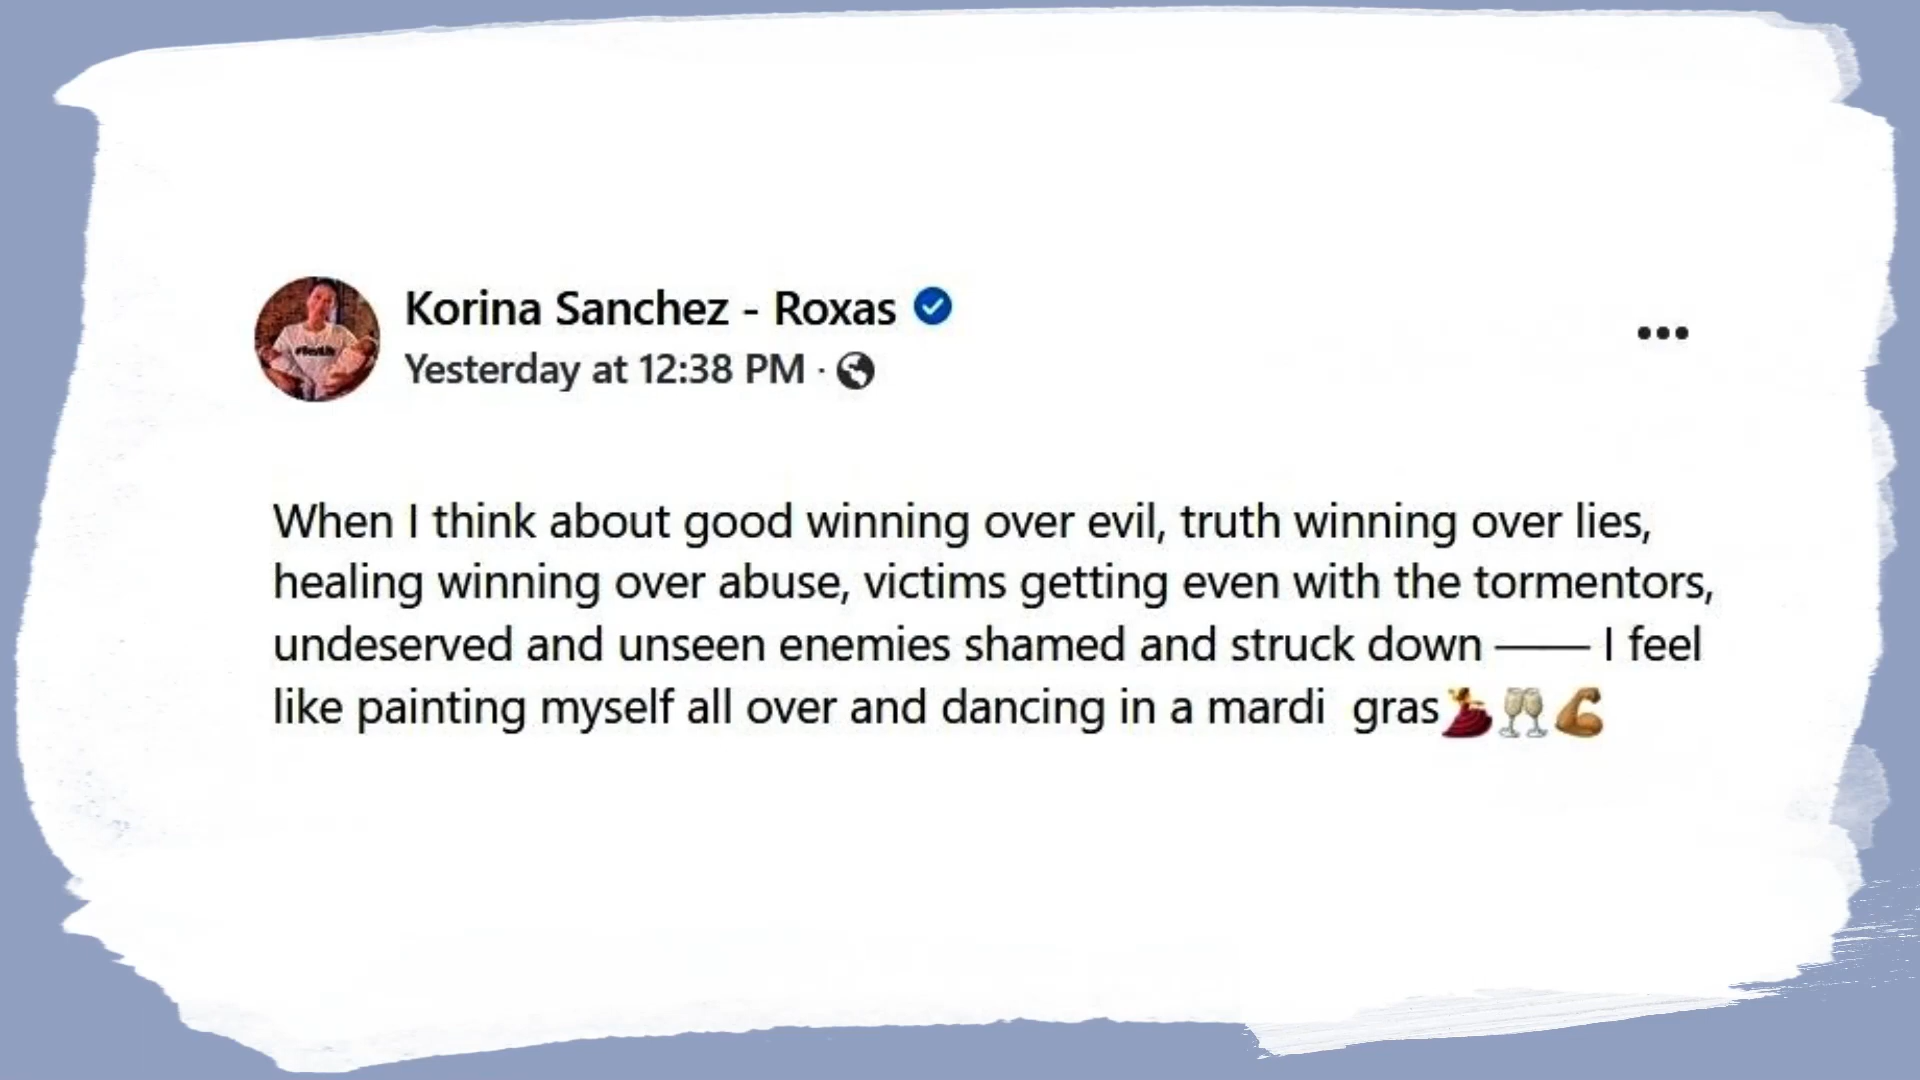 Korina Sanchez - Roxas
Yesterday at 12:38 PM ·
When I think about good winning over evil, truth winning over lies,
healing winning over abuse, victims getting even with the tormentors,
undeserved and unseen enemies shamed and struck down —— I feel
like painting myself all over and dancing in a mardi  gras💃🥂💪🏽